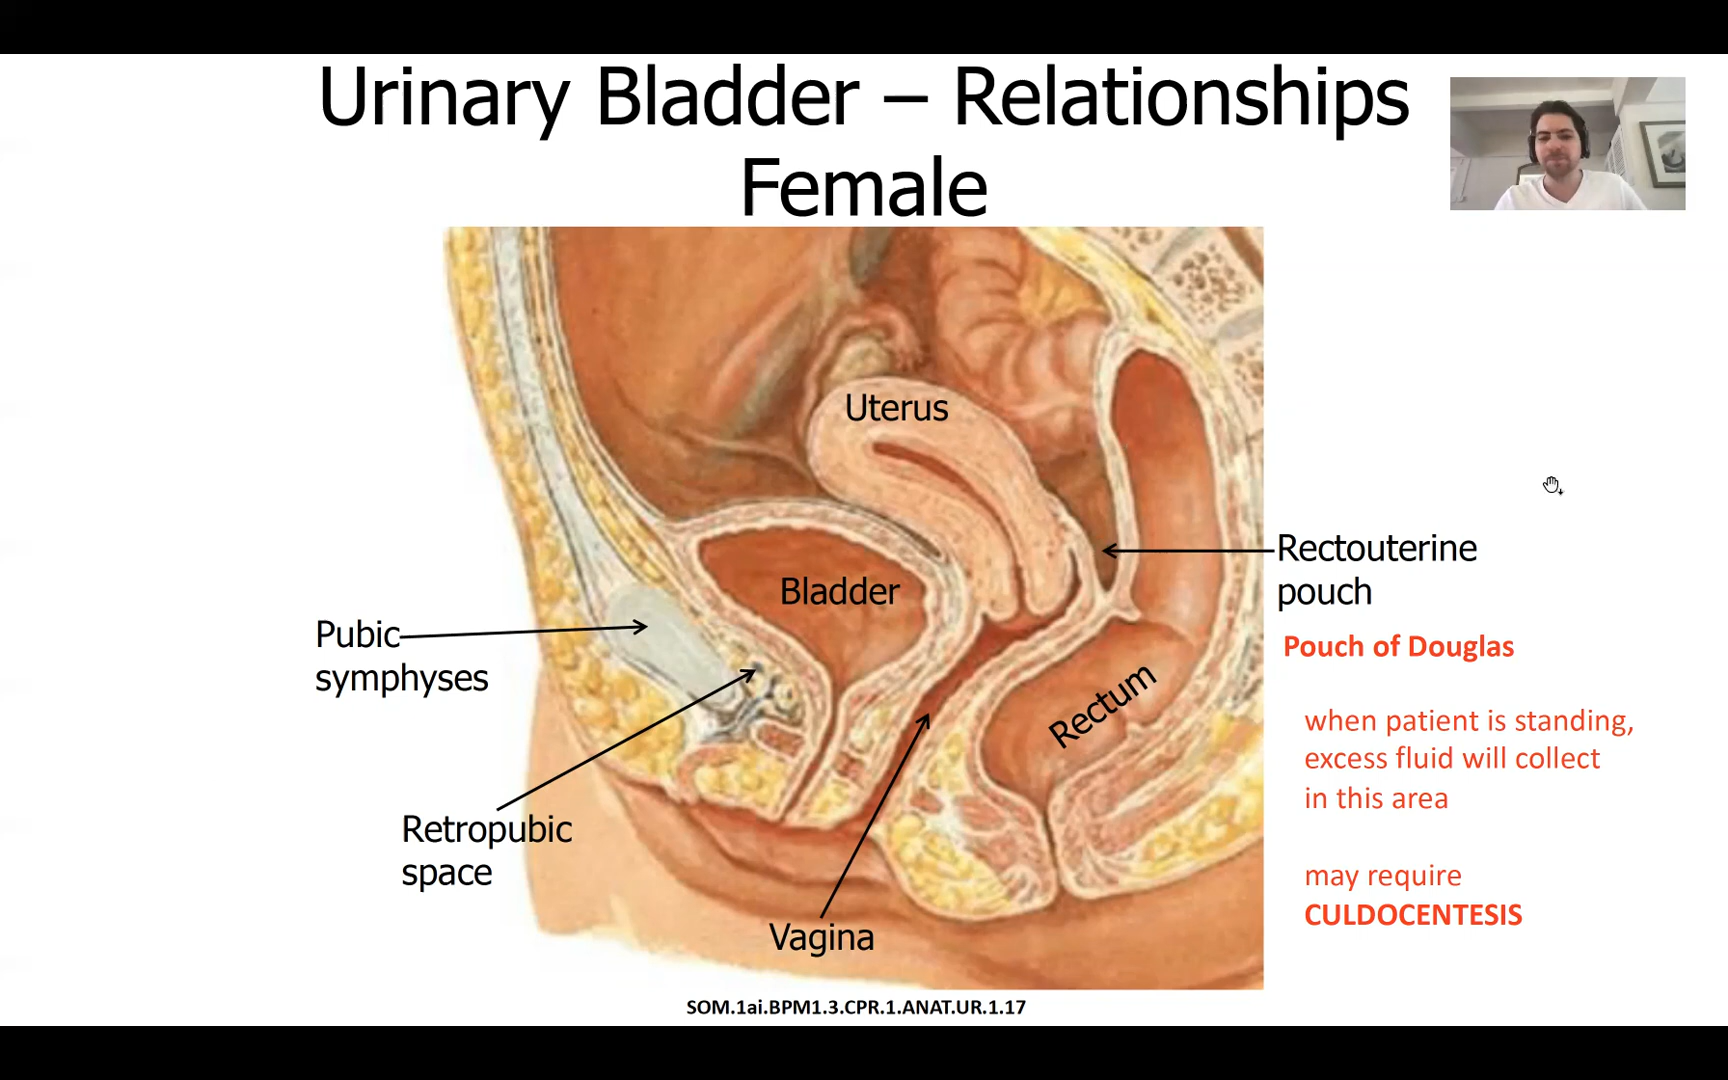 Urinary Bladder – Relationships
Female
Uterus
Bladder
Rectouterine
pouch
Pouch of Douglas
Pubic
symphyses
Rectum
when patient is standing,
excess fluid will collect
in this area
Retropubic
space
may require
CULDOCENTESIS
Vagina
SOM.1ai.BPM1.3.CPR.1.ANAT.UR.1.17